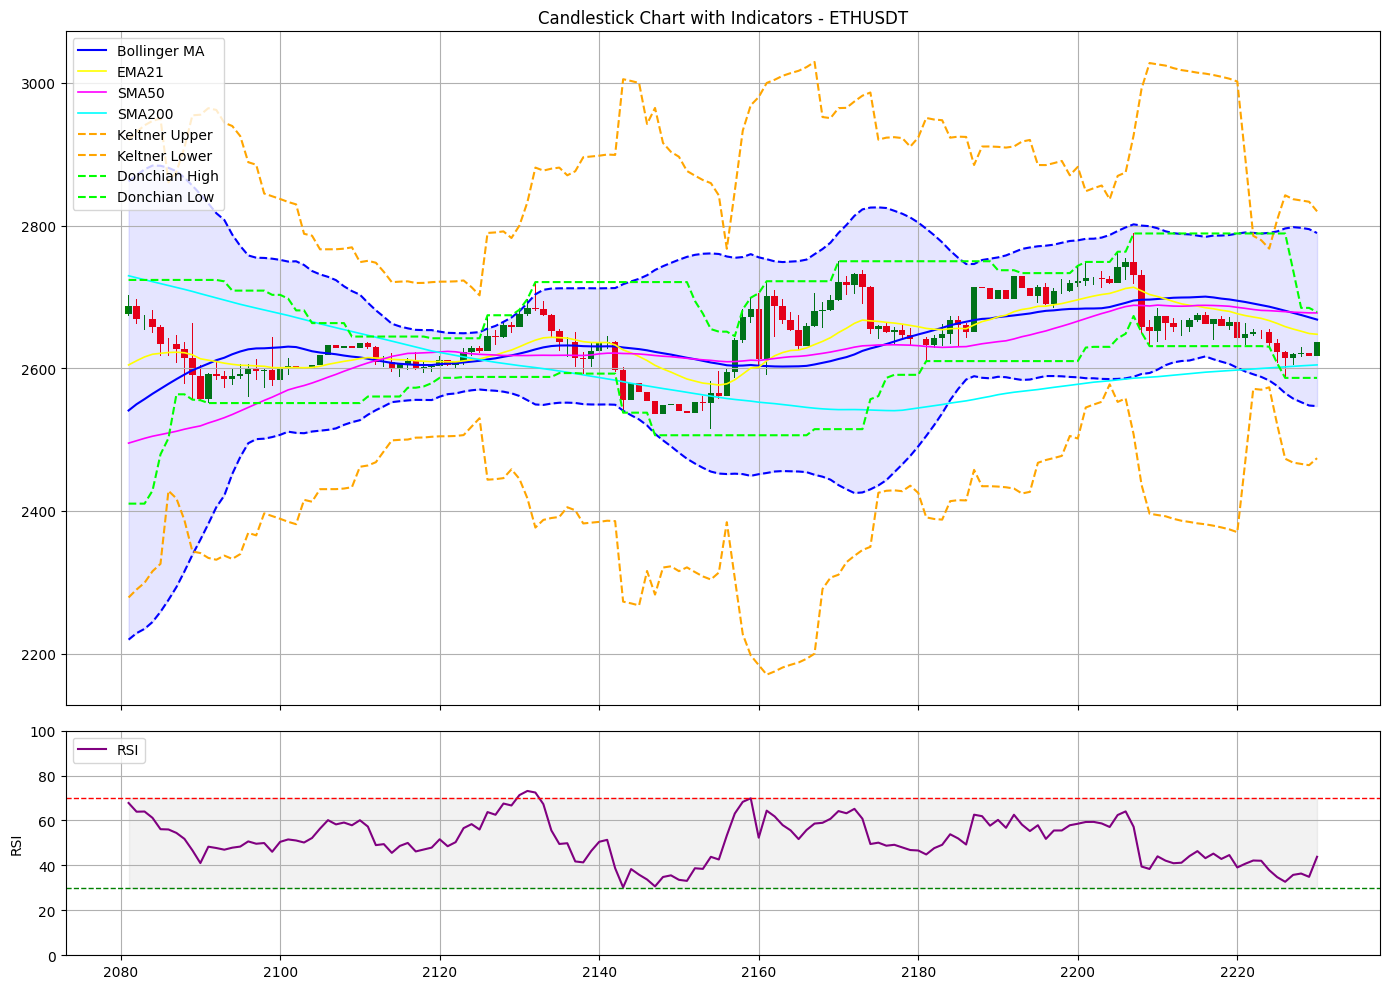 Candlestick Chart with Indicators - ETHUSDT
Bollinger MA
EMA21
SMA50
SMA200
Keltner Upper
Keltner Lower
Donchian High
Donchian Low
3000
2800
2600
2400
2200
RSI
100
80
60
40
20
0
RSI
2080
2100
2120
2140
2160
2180
2200
2220